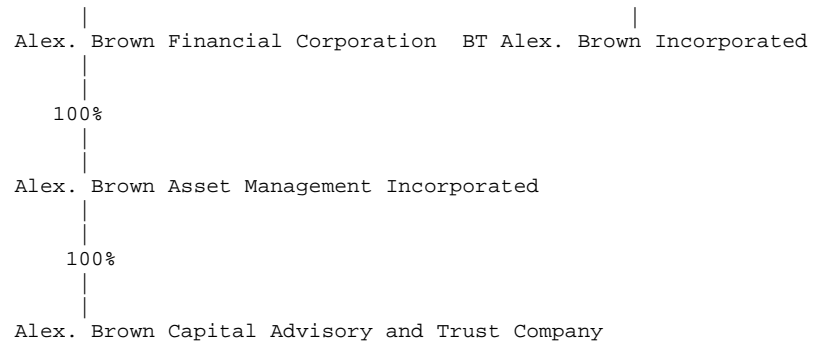 Alex. Brown Financial Corporation BT Alex. Brown Incorporated
100%
Alex. Brown Asset Management Incorporated
100%
Alex. Brown Capital Advisory and Trust Company